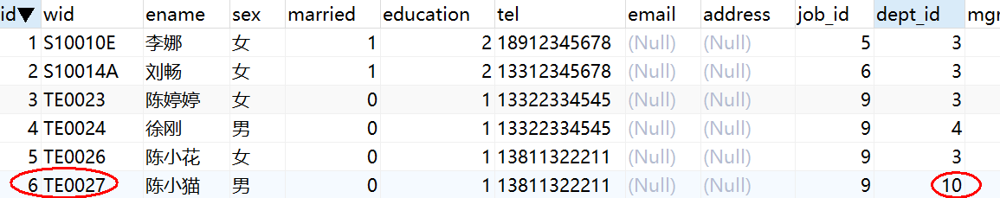 id wid ename sex married education tel email address job_id dept_id mgr
1 S10010E 李娜 女 1 2 18912345678 (Null) (Null) 5 3
2 S10014A 刘畅 女 1 2 13312345678 (Null) (Null) 6 3
3 TE0023 陈婷婷 女 0 1 13322334545 (Null) (Null) 9 3
4 TE0024 徐刚 男 0 1 13322334545 (Null) (Null) 9 4
5 TE0026 陈小花 女 0 1 13811322211 (Null) (Null) 9 3
6 TE0027 陈小猫 男 0 1 13811322211 (Null) (Null) 9 10